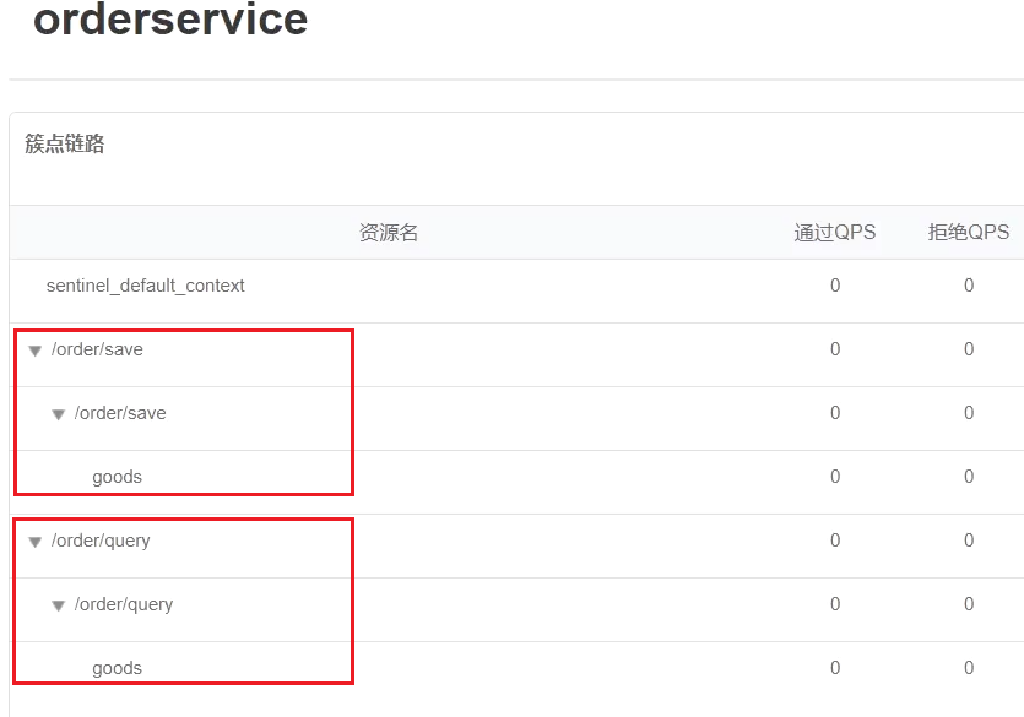 orderservice
簇点链路
资源名 通过QPS 拒绝QPS
sentinel_default_context 0 0
/order/save 0 0
/order/save 0 0
goods 0 0
/order/query 0 0
/order/query 0 0
goods 0 0